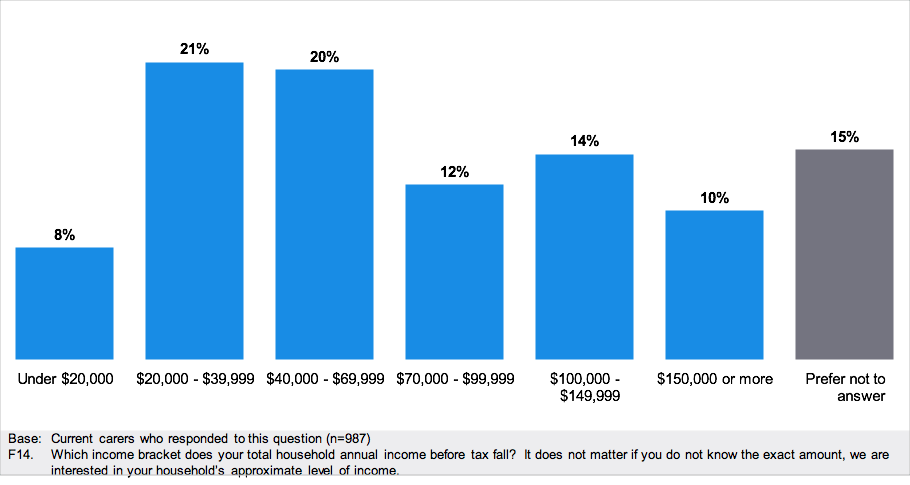 21%
20%
15%
14%
12%
10%
8%
Under $20,000 $20,000 - $39,999 $40,000 - $69,999 $70,000 - $99,999 $100,000 - $150,000 or more Prefer not to
$149,999 answer
Base: Current carers who responded to this question (n=987)
F14. Which income bracket does your total household annual income before tax fall? It does not matter if you do not know the exact amount, we are
interested in your household's approximate level of income.